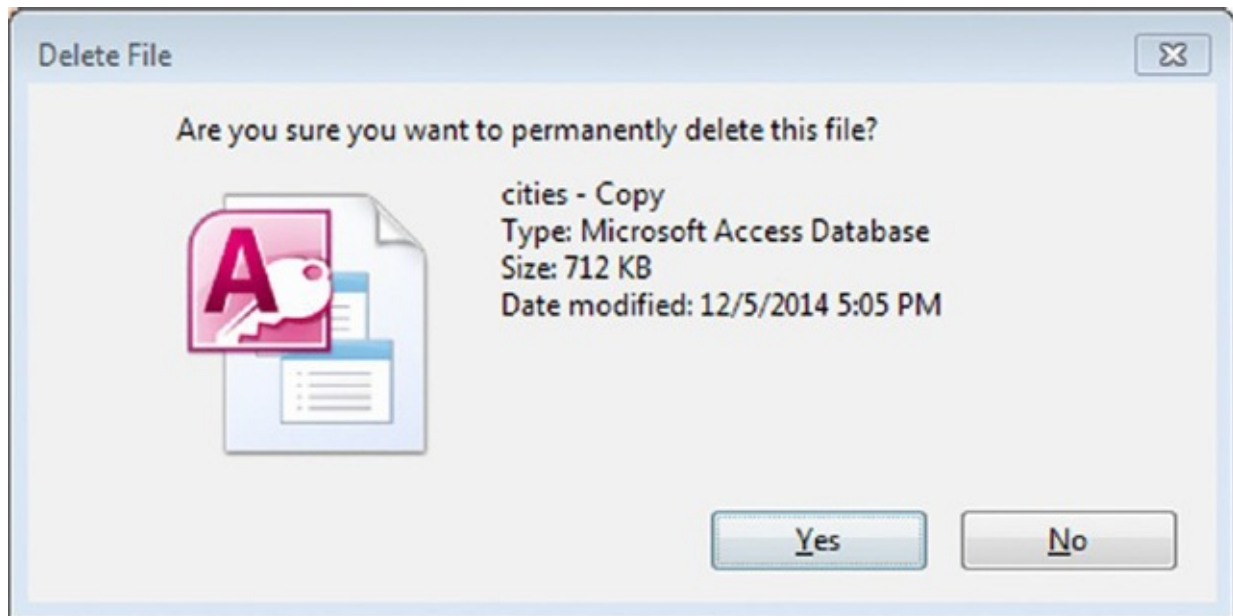 Delete File
Are you sure you want to permanently delete this file?
cities - Copy
Type: Microsoft Access Database
Size: 712 KB
Date modified: 12/5/2014 5:05 PM
A
Yes
No